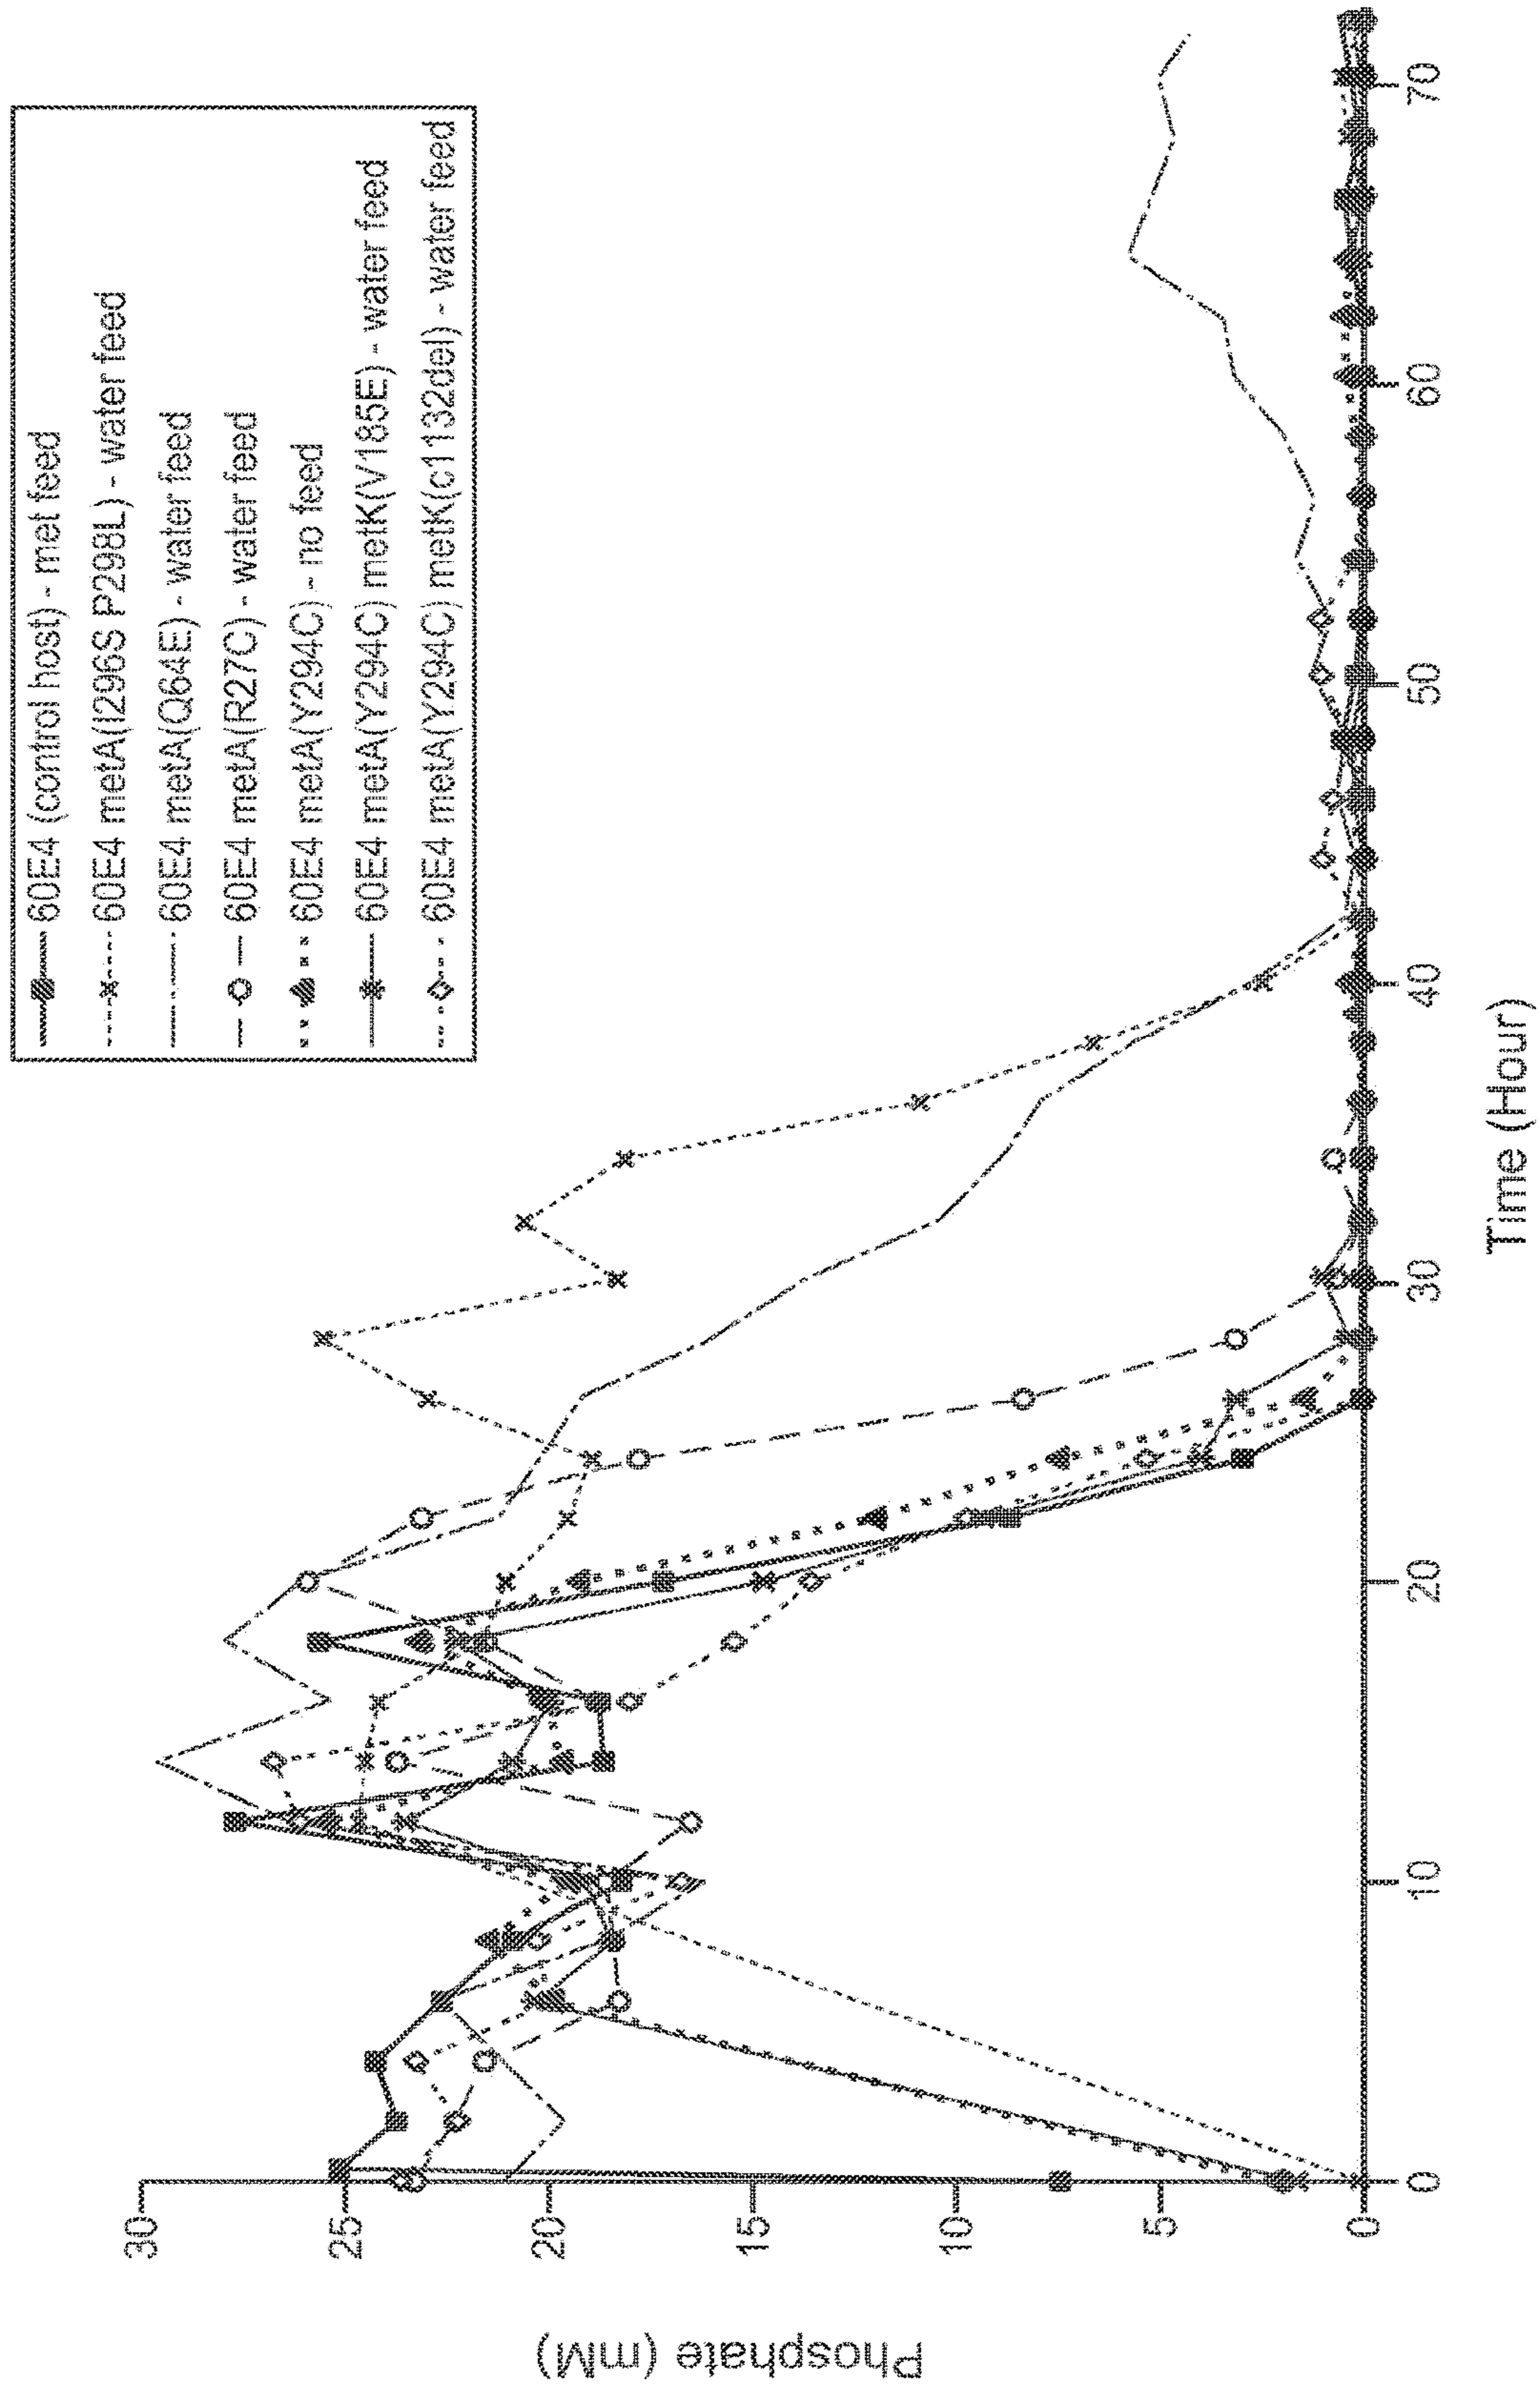 60E4 (control host) - met feed
60E4 metA(I296S P298L) - water feed
60E4 metA(Q64E) - water feed
60E4 metA(R27C) - water feed
60E4 metA(Y294C) - no feed
60E4 metA(Y294C) metK(V185E) - water feed
60E4 metA(Y294C) metK(c1132del) - water feed
Phosphate (mM)
30
25
20
15
10
5
0
0
10
20
30
40
50
60
70
Time (Hour)